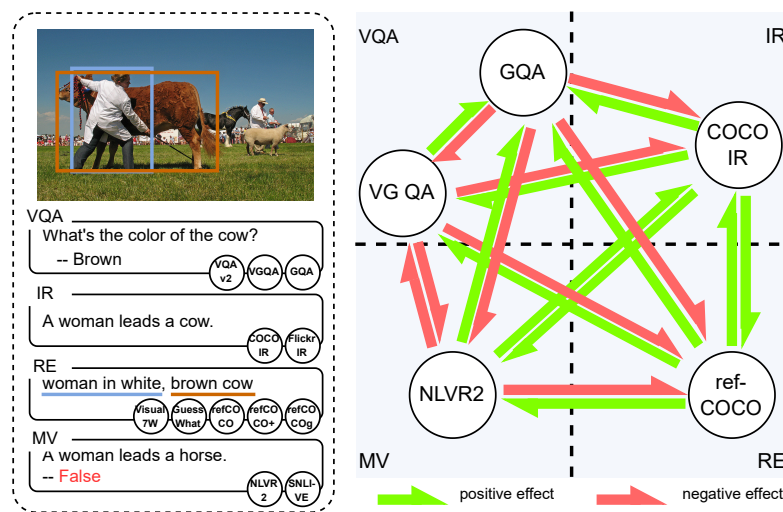 VQA
What's the color of the cow?
-- Brown
VQA
v2
VGQA
GQA
IR
A woman leads a cow.
COCO
IR
Flickr
IR
RE
woman in white, brown cow
Visual
7W
Guess
What
refCO
CO
refCO
CO+
refCO
COg
MV
A woman leads a horse.
-- False
NLVR
2
SNLI-
VE
VQA
IR
GQA
COCO
IR
VG QA
NLVR2
ref-
COCO
MV
RE
positive effect
negative effect